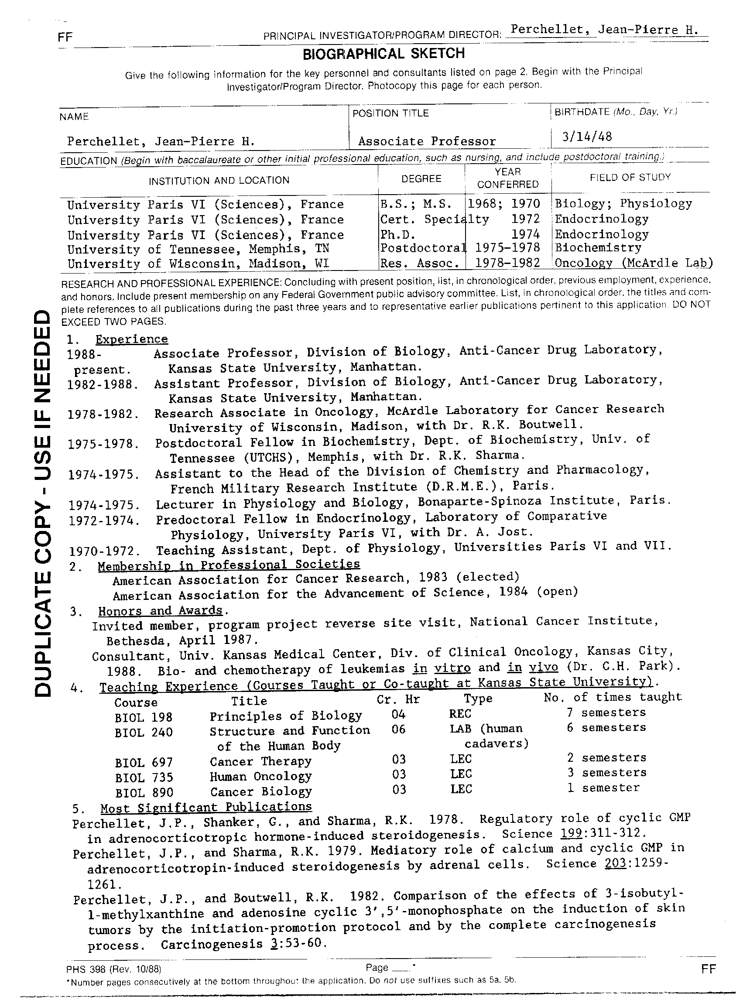 FF PRINCIPAL INVESTIGATOR/PROGRAM DIRECTOR: Perchellet, Jean-Pierre H.
BIOGRAPHICAL SKETCH
Give the following information for the key personnel and consultants listed on page 2. Begin with the Principal
Investigator/Program Director. Photocopy this page for each person.
NAME POSITION TITLE BIRTHDATE (Mo., Day, Yr.)
Perchellet, Jean-Pierre H. Associate Professor 3/14/48
EDUCATION (Begin with baccalaureate or other initial professional education, such as nursing, and include postdoctoral training.)
INSTITUTION AND LOCATION DEGREE YEAR CONFERRED FIELD OF STUDY
University Paris VI (Sciences), France B.S.; M.S. 1968; 1970 Biology; Physiology
University Paris VI (Sciences), France Cert. Specialty 1972 Endocrinology
University Paris VI (Sciences), France Ph.D. 1974 Endocrinology
University of Tennessee, Memphis, TN Postdoctoral 1975-1978 Biochemistry
University of Wisconsin, Madison, WI Res. Assoc. 1978-1982 Oncology (McArdle Lab)
RESEARCH AND PROFESSIONAL EXPERIENCE: Concluding with present position, list, in chronological order, previous employment, experience,
and honors. Include present membership on any Federal Government public advisory committee. List, in chronological order, the titles and com-
plete references to all publications during the past three years and to representative earlier publications pertinent to this application. DO NOT
EXCEED TWO PAGES.
DUPLICATE COPY - USE IF NEEDED
1. Experience
1988- Associate Professor, Division of Biology, Anti-Cancer Drug Laboratory,
present. Kansas State University, Manhattan.
1982-1988. Assistant Professor, Division of Biology, Anti-Cancer Drug Laboratory,
Kansas State University, Manhattan.
1978-1982. Research Associate in Oncology, McArdle Laboratory for Cancer Research
University of Wisconsin, Madison, with Dr. R.K. Boutwell.
1975-1978. Postdoctoral Fellow in Biochemistry, Dept. of Biochemistry, Univ. of
Tennessee (UTCHS), Memphis, with Dr. R.K. Sharma.
1974-1975. Assistant to the Head of the Division of Chemistry and Pharmacology,
French Military Research Institute (D.R.M.E.), Paris.
1974-1975. Lecturer in Physiology and Biology, Bonaparte-Spinoza Institute, Paris.
1972-1974. Predoctoral Fellow in Endocrinology, Laboratory of Comparative
Physiology, University Paris VI, with Dr. A. Jost.
1970-1972. Teaching Assistant, Dept. of Physiology, Universities Paris VI and VII.
2. Membership in Professional Societies
American Association for Cancer Research, 1983 (elected)
American Association for the Advancement of Science, 1984 (open)
3. Honors and Awards.
Invited member, program project reverse site visit, National Cancer Institute,
Bethesda, April 1987.
Consultant, Univ. Kansas Medical Center, Div. of Clinical Oncology, Kansas City,
1988. Bio- and chemotherapy of leukemias in vitro and in vivo (Dr. C.H. Park).
4. Teaching Experience (Courses Taught or Co-taught at Kansas State University).
Course Title Cr. Hr Type No. of times taught
BIOL 198 Principles of Biology 04 REC 7 semesters
BIOL 240 Structure and Function 06 LAB (human 6 semesters
of the Human Body cadavers)
BIOL 697 Cancer Therapy 03 LEC 2 semesters
BIOL 735 Human Oncology 03 LEC 3 semesters
BIOL 890 Cancer Biology 03 LEC 1 semester
5. Most Significant Publications
Perchellet, J.P., Shanker, G., and Sharma, R.K. 1978. Regulatory role of cyclic GMP
in adrenocorticotropic hormone-induced steroidogenesis. Science 199:311-312.
Perchellet, J.P., and Sharma, R.K. 1979. Mediatory role of calcium and cyclic GMP in
adrenocorticotropin-induced steroidogenesis by adrenal cells. Science 203:1259-
1261.
Perchellet, J.P., and Boutwell, R.K. 1982. Comparison of the effects of 3-isobutyl-
1-methylxanthine and adenosine cyclic 3',5'-monophosphate on the induction of skin
tumors by the initiation-promotion protocol and by the complete carcinogenesis
process. Carcinogenesis 3:53-60.
PHS 398 (Rev. 10/88) Page ___* FF
*Number pages consecutively at the bottom throughout the application. Do not use suffixes such as 5a, 5b.